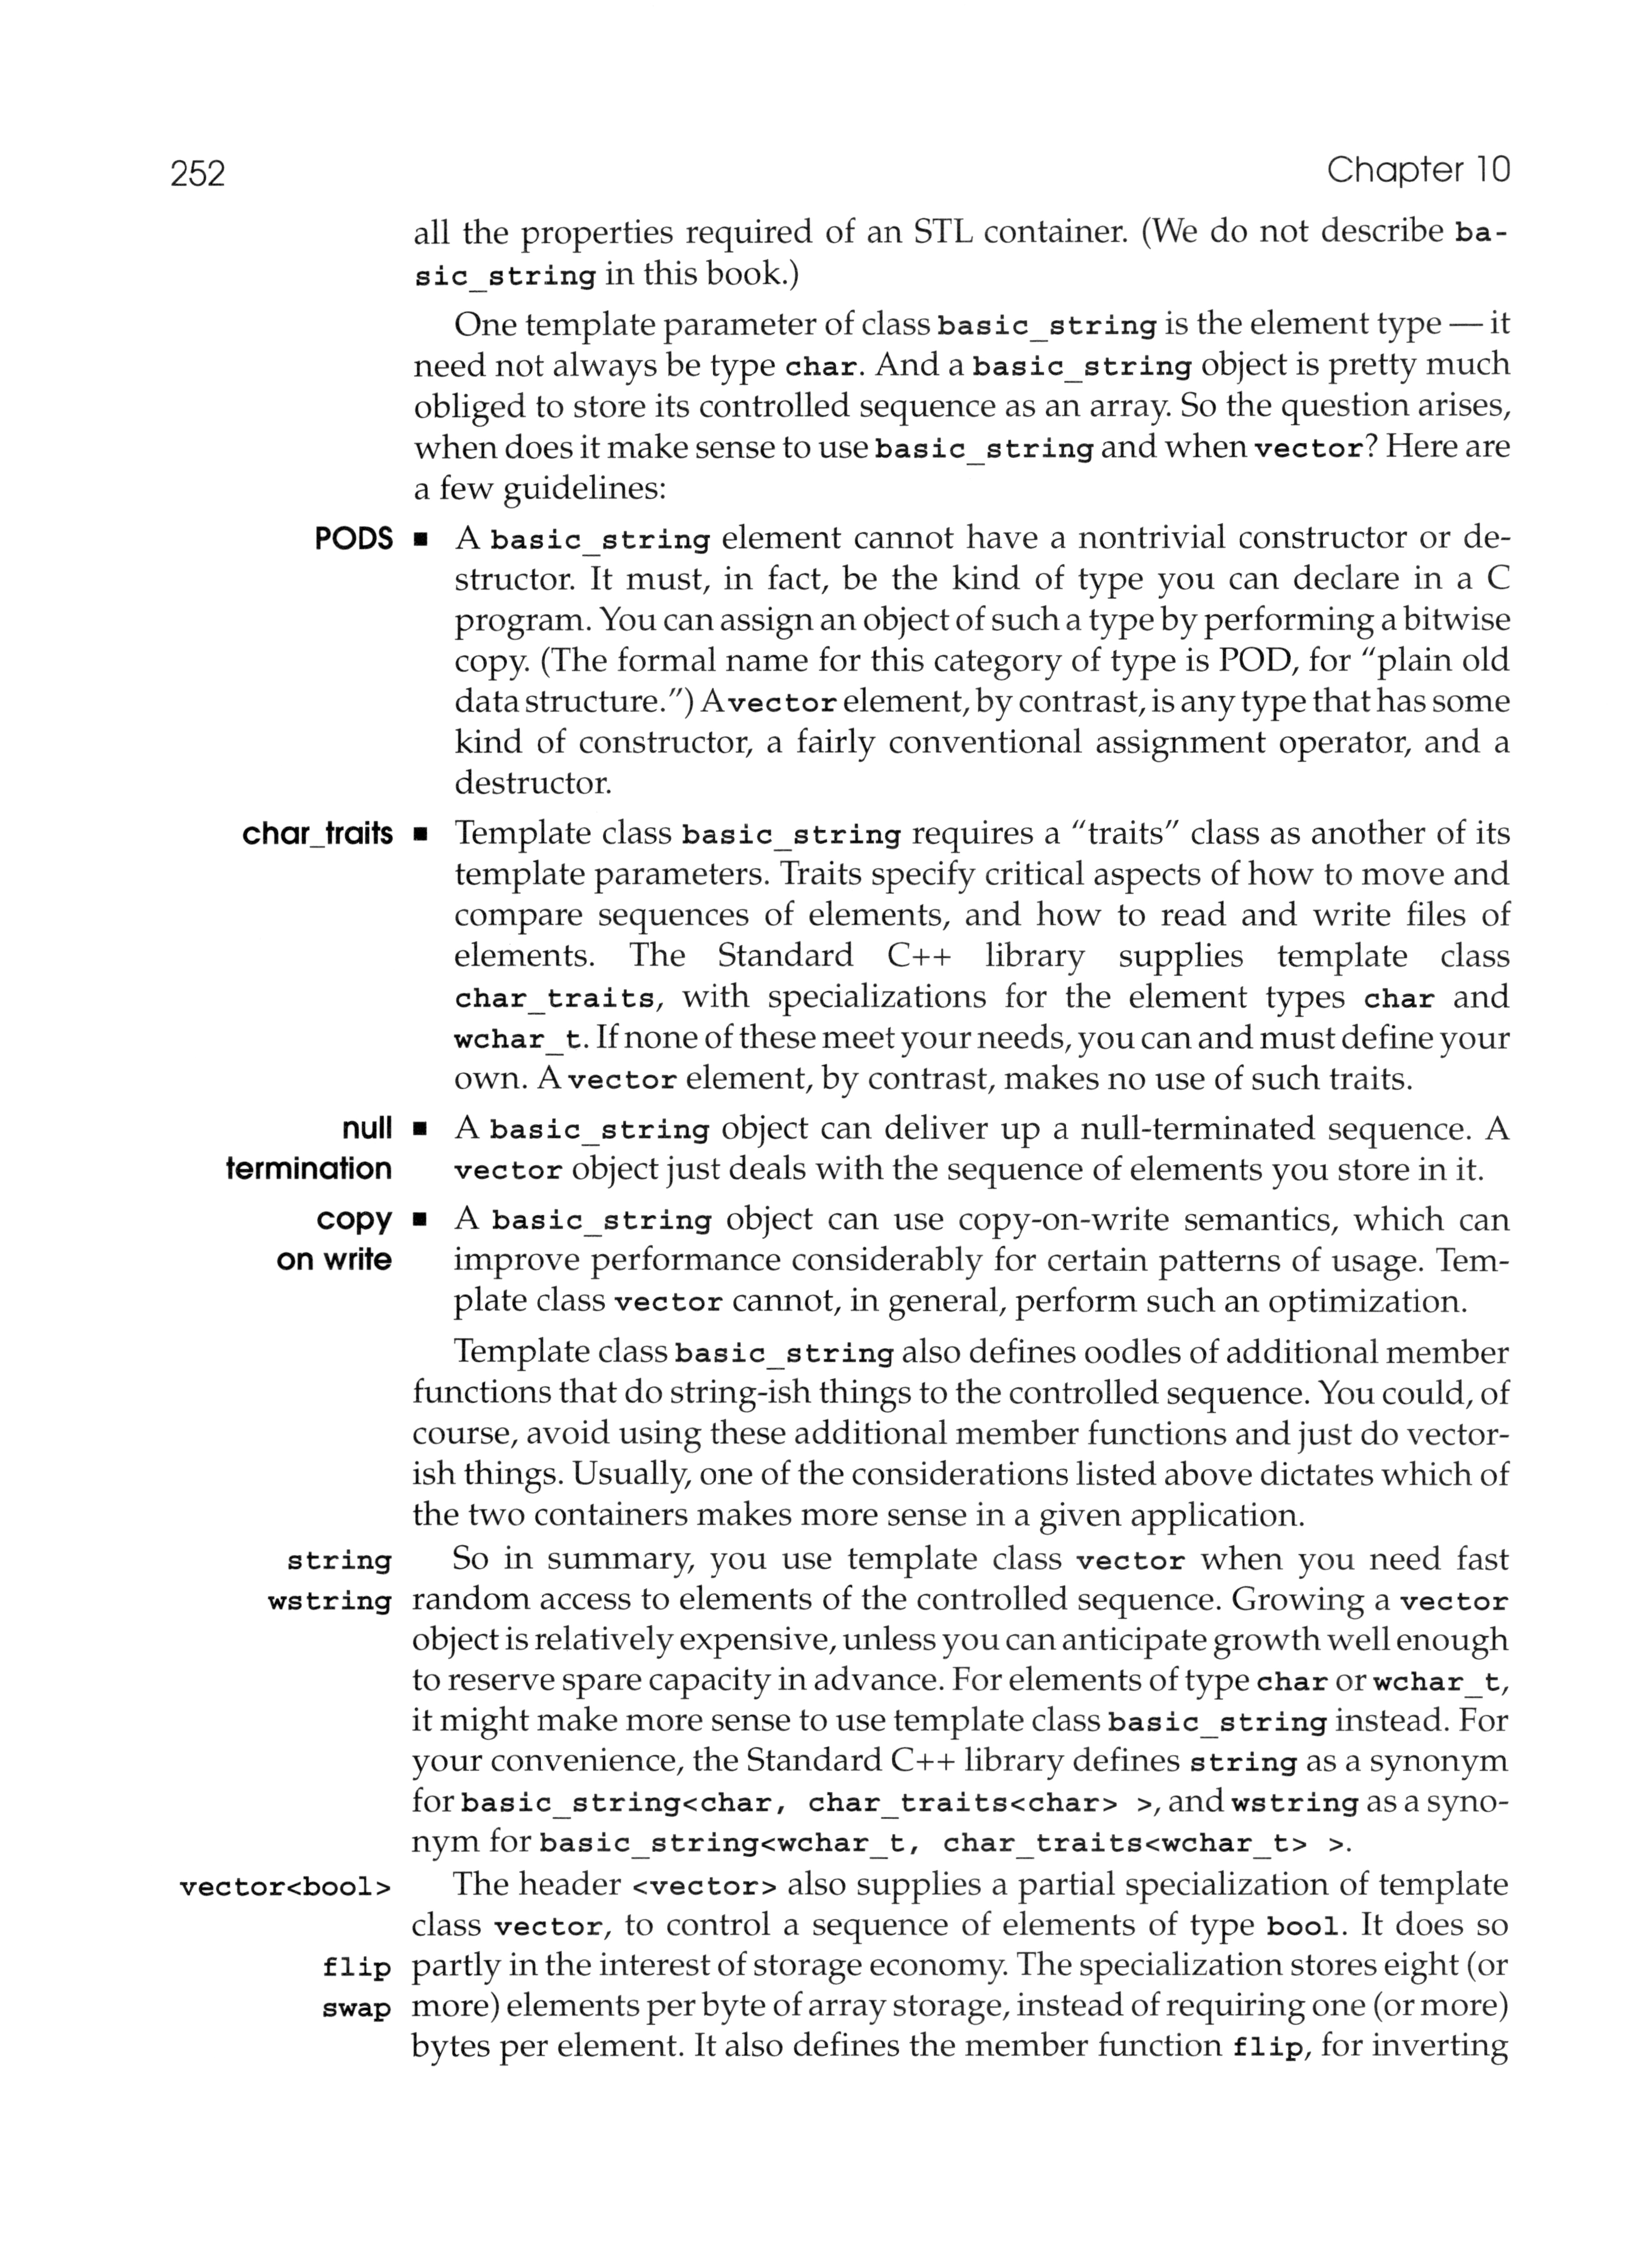 252
Chapter 10
all the properties required of an STL container. (We do not describe ba-
sic_string in this book.)
One template parameter of class basic_string is the element type — it
need not always be type char. And a basic_string object is pretty much
obliged to store its controlled sequence as an array. So the question arises,
when does it make sense to use basic_string and when vector? Here are
a few guidelines:
PODS ■ A basic_string element cannot have a nontrivial constructor or de-
structor. It must, in fact, be the kind of type you can declare in a C
program. You can assign an object of such a type by performing a bitwise
copy. (The formal name for this category of type is POD, for "plain old
data structure.") A vector element, by contrast, is any type that has some
kind of constructor, a fairly conventional assignment operator, and a
destructor.
char_traits ■ Template class basic_string requires a "traits" class as another of its
template parameters. Traits specify critical aspects of how to move and
compare sequences of elements, and how to read and write files of
elements. The Standard C++ library supplies template class
char_traits, with specializations for the element types char and
wchar_t. If none of these meet your needs, you can and must define your
own. A vector element, by contrast, makes no use of such traits.
null ■ A basic_string object can deliver up a null-terminated sequence. A
termination vector object just deals with the sequence of elements you store in it.
copy ■ A basic_string object can use copy-on-write semantics, which can
on write improve performance considerably for certain patterns of usage. Tem-
plate class vector cannot, in general, perform such an optimization.
Template class basic_string also defines oodles of additional member
functions that do string-ish things to the controlled sequence. You could, of
course, avoid using these additional member functions and just do vector-
ish things. Usually, one of the considerations listed above dictates which of
the two containers makes more sense in a given application.
string So in summary, you use template class vector when you need fast
wstring random access to elements of the controlled sequence. Growing a vector
object is relatively expensive, unless you can anticipate growth well enough
to reserve spare capacity in advance. For elements of type char or wchar_t,
it might make more sense to use template class basic_string instead. For
your convenience, the Standard C++ library defines string as a synonym
for basic_string<char, char_traits<char> >, and wstring as a syno-
nym for basic_string<wchar_t, char_traits<wchar_t> >.
vector<bool> The header <vector> also supplies a partial specialization of template
class vector, to control a sequence of elements of type bool. It does so
flip partly in the interest of storage economy. The specialization stores eight (or
swap more) elements per byte of array storage, instead of requiring one (or more)
bytes per element. It also defines the member function flip, for inverting